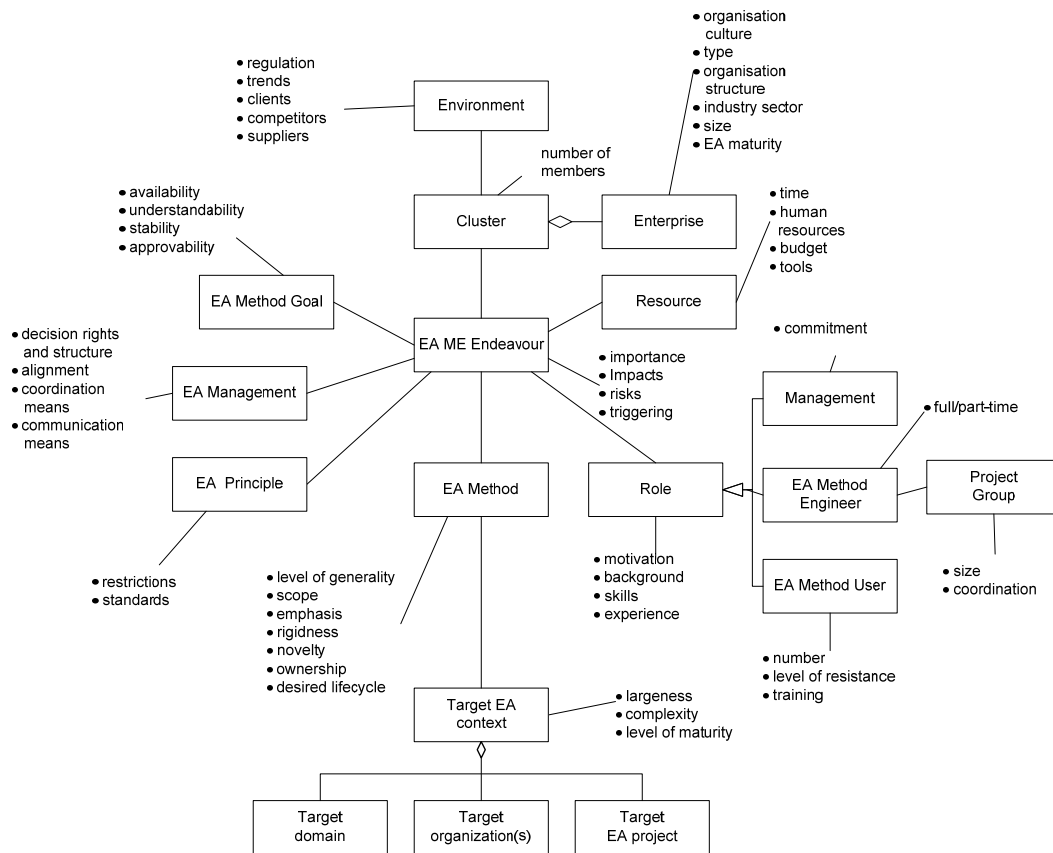 • organisation
culture
• type
• organisation
structure
• industry sector
• size
• EA maturity
• regulation
• trends
• clients
• competitors
• suppliers
Environment
number of
members
Cluster
Enterprise
• availability
• understandability
• stability
• approvability
• time
• human
resources
• budget
• tools
EA Method Goal
Resource
EA ME Endeavour
• decision rights
and structure
• alignment
• coordination
means
• communication
means
EA Management
• importance
• Impacts
• risks
• triggering
• commitment
Management
• full/part-time
EA Principle
EA Method
Role
EA Method
Engineer
Project
Group
• restrictions
• standards
• level of generality
• scope
• emphasis
• rigidness
• novelty
• ownership
• desired lifecycle
• motivation
• background
• skills
• experience
EA Method User
• size
• coordination
• number
• level of resistance
• training
Target EA
context
• largeness
• complexity
• level of maturity
Target
domain
Target
organization(s)
Target
EA project